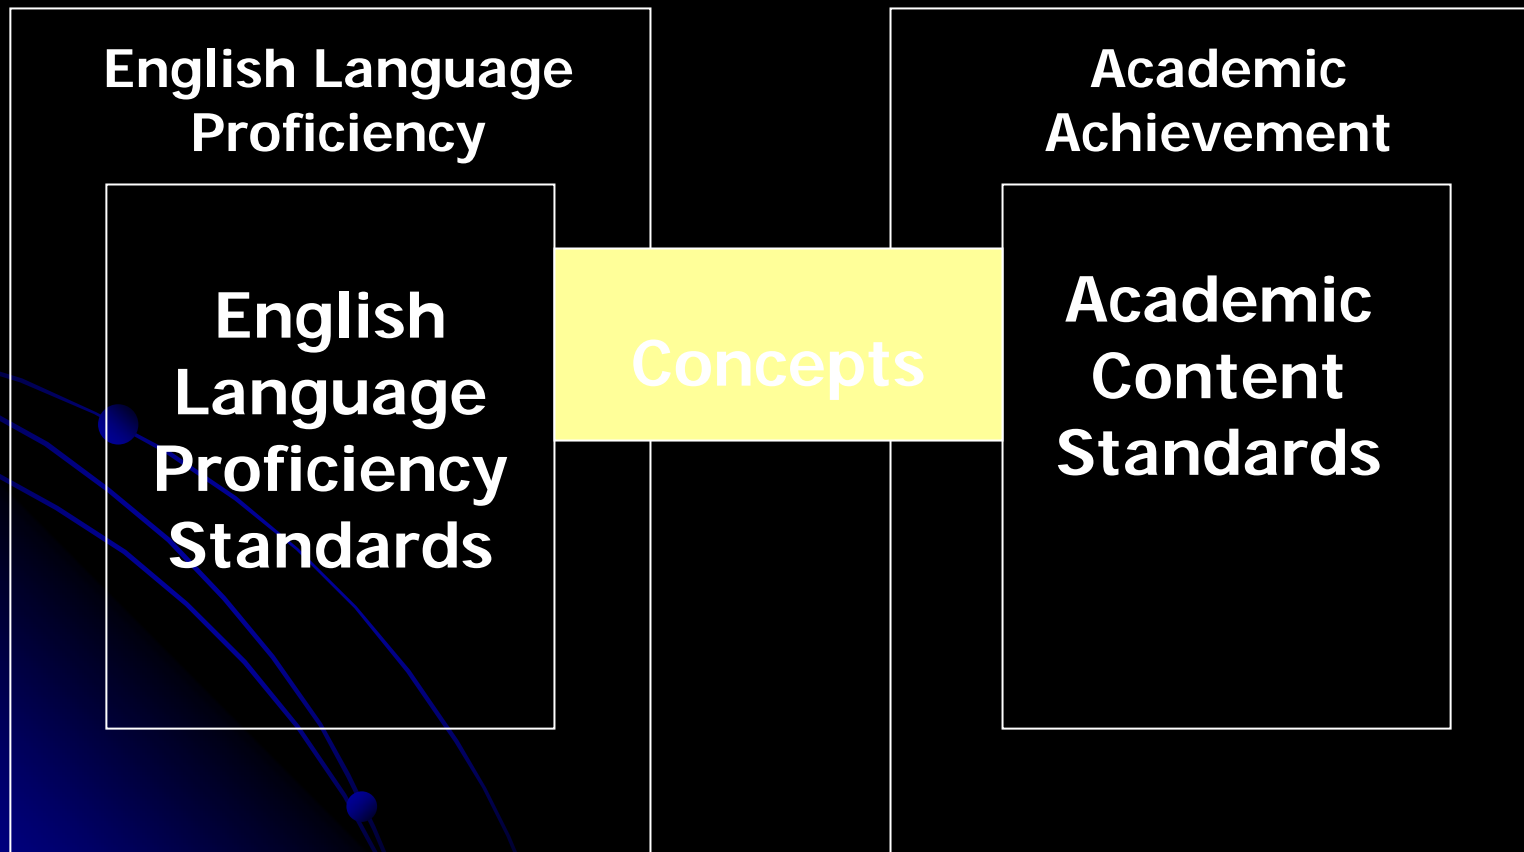 English Language
Proficiency
English
Language
Proficiency
Standards
Concepts
Academic
Achievement
Academic
Content
Standards